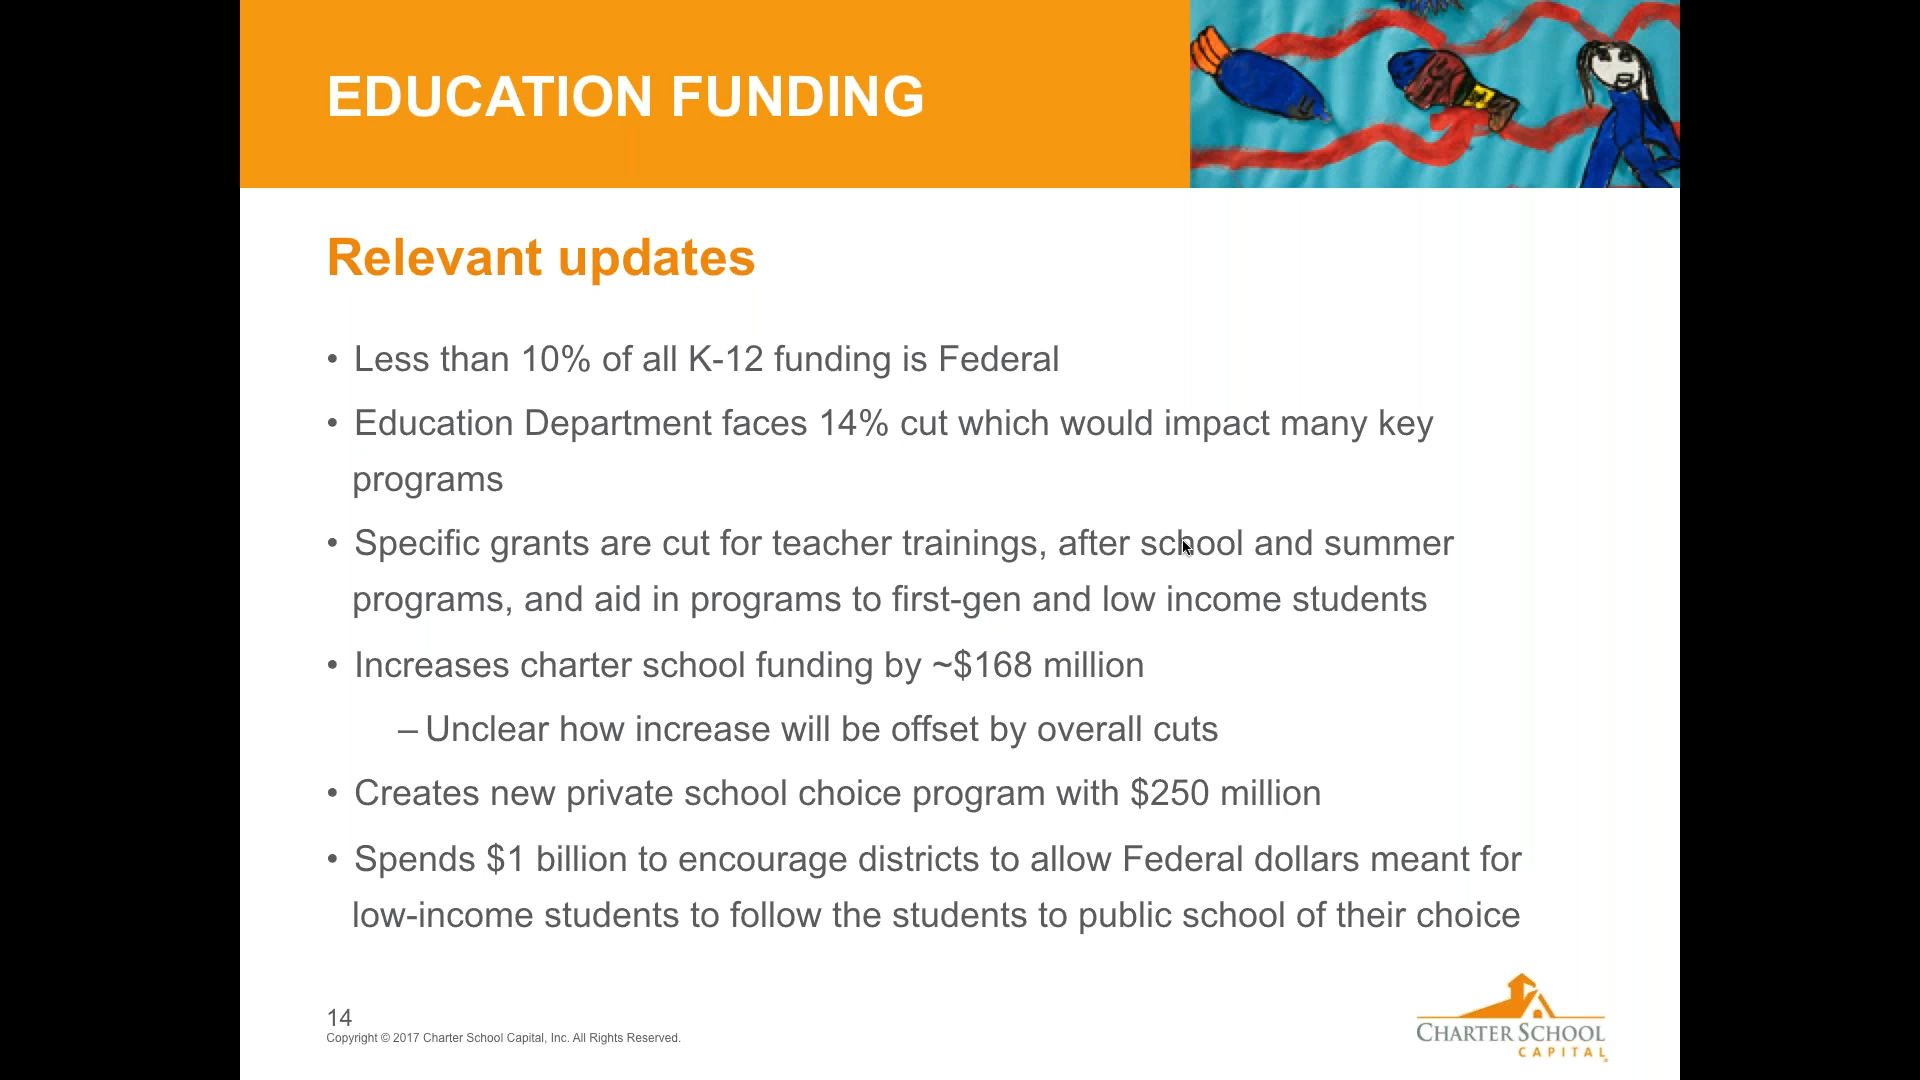 EDUCATION FUNDING
Relevant updates
• Less than 10% of all K-12 funding is Federal
• Education Department faces 14% cut which would impact many key
programs
• Specific grants are cut for teacher trainings, after school and summer
programs, and aid in programs to first-gen and low income students
• Increases charter school funding by ~$168 million
– Unclear how increase will be offset by overall cuts
• Creates new private school choice program with $250 million
• Spends $1 billion to encourage districts to allow Federal dollars meant for
low-income students to follow the students to public school of their choice
14
Copyright © 2017 Charter School Capital, Inc. All Rights Reserved.
CHARTER SCHOOL
CAPITAL